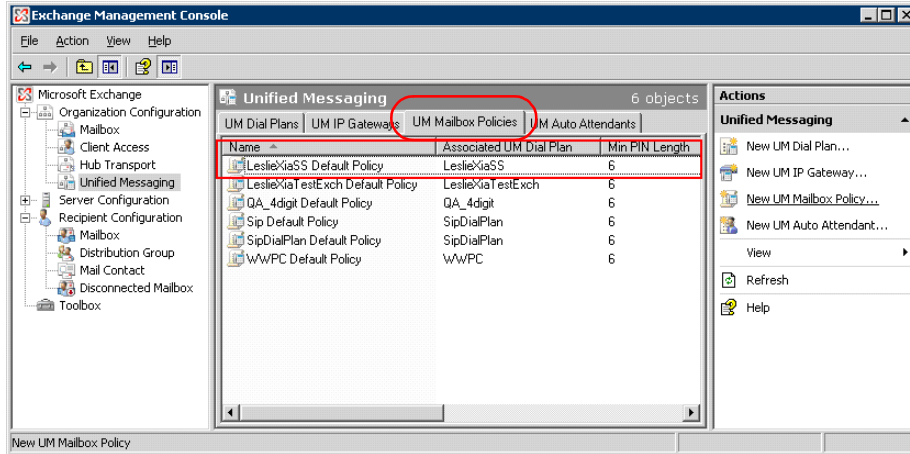 Exchange Management Console
File Action View Help
Microsoft Exchange
Organization Configuration
Mailbox
Client Access
Hub Transport
Unified Messaging
Server Configuration
Recipient Configuration
Mailbox
Distribution Group
Mail Contact
Disconnected Mailbox
Toolbox
Unified Messaging 6 objects
UM Dial Plans UM IP Gateways UM Mailbox Policies UM Auto Attendants
Name Associated UM Dial Plan Min PIN Length
LeslieXiaSS Default Policy LeslieXiaSS 6
LeslieXiaTestExch Default Policy LeslieXiaTestExch 6
QA_4digit Default Policy QA_4digit 6
Sip Default Policy SipDialPlan 6
SipDialPlan Default Policy SipDialPlan 6
WWPC Default Policy WWPC 6
Actions
Unified Messaging
New UM Dial Plan...
New UM IP Gateway...
New UM Mailbox Policy...
New UM Auto Attendant...
View
Refresh
Help
New UM Mailbox Policy